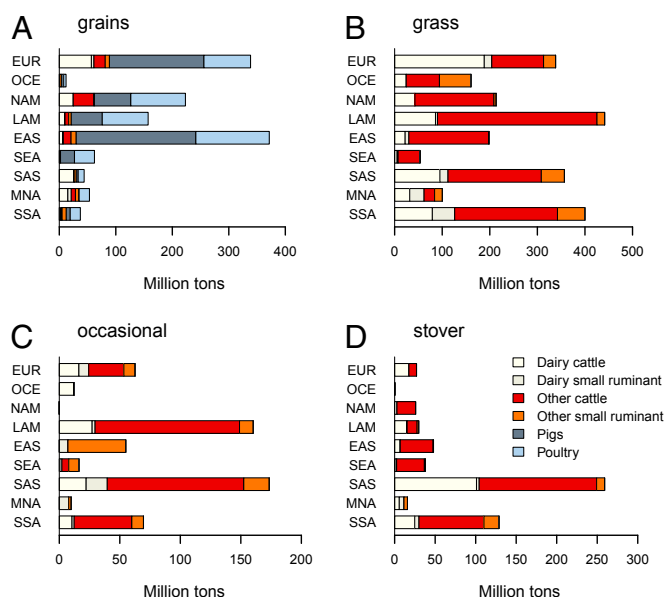 A grains
EUR
OCE
NAM
LAM
EAS
SEA
SAS
MNA
SSA
0 100 200 300 400
Million tons
B grass
EUR
OCE
NAM
LAM
EAS
SEA
SAS
MNA
SSA
0 100 200 300 400 500
Million tons
C occasional
EUR
OCE
NAM
LAM
EAS
SEA
SAS
MNA
SSA
0 50 100 150 200
Million tons
D stover
EUR
OCE
NAM
LAM
EAS
SEA
SAS
MNA
SSA
Dairy cattle
Dairy small ruminant
Other cattle
Other small ruminant
Pigs
Poultry
0 50 100 150 200 250 300
Million tons